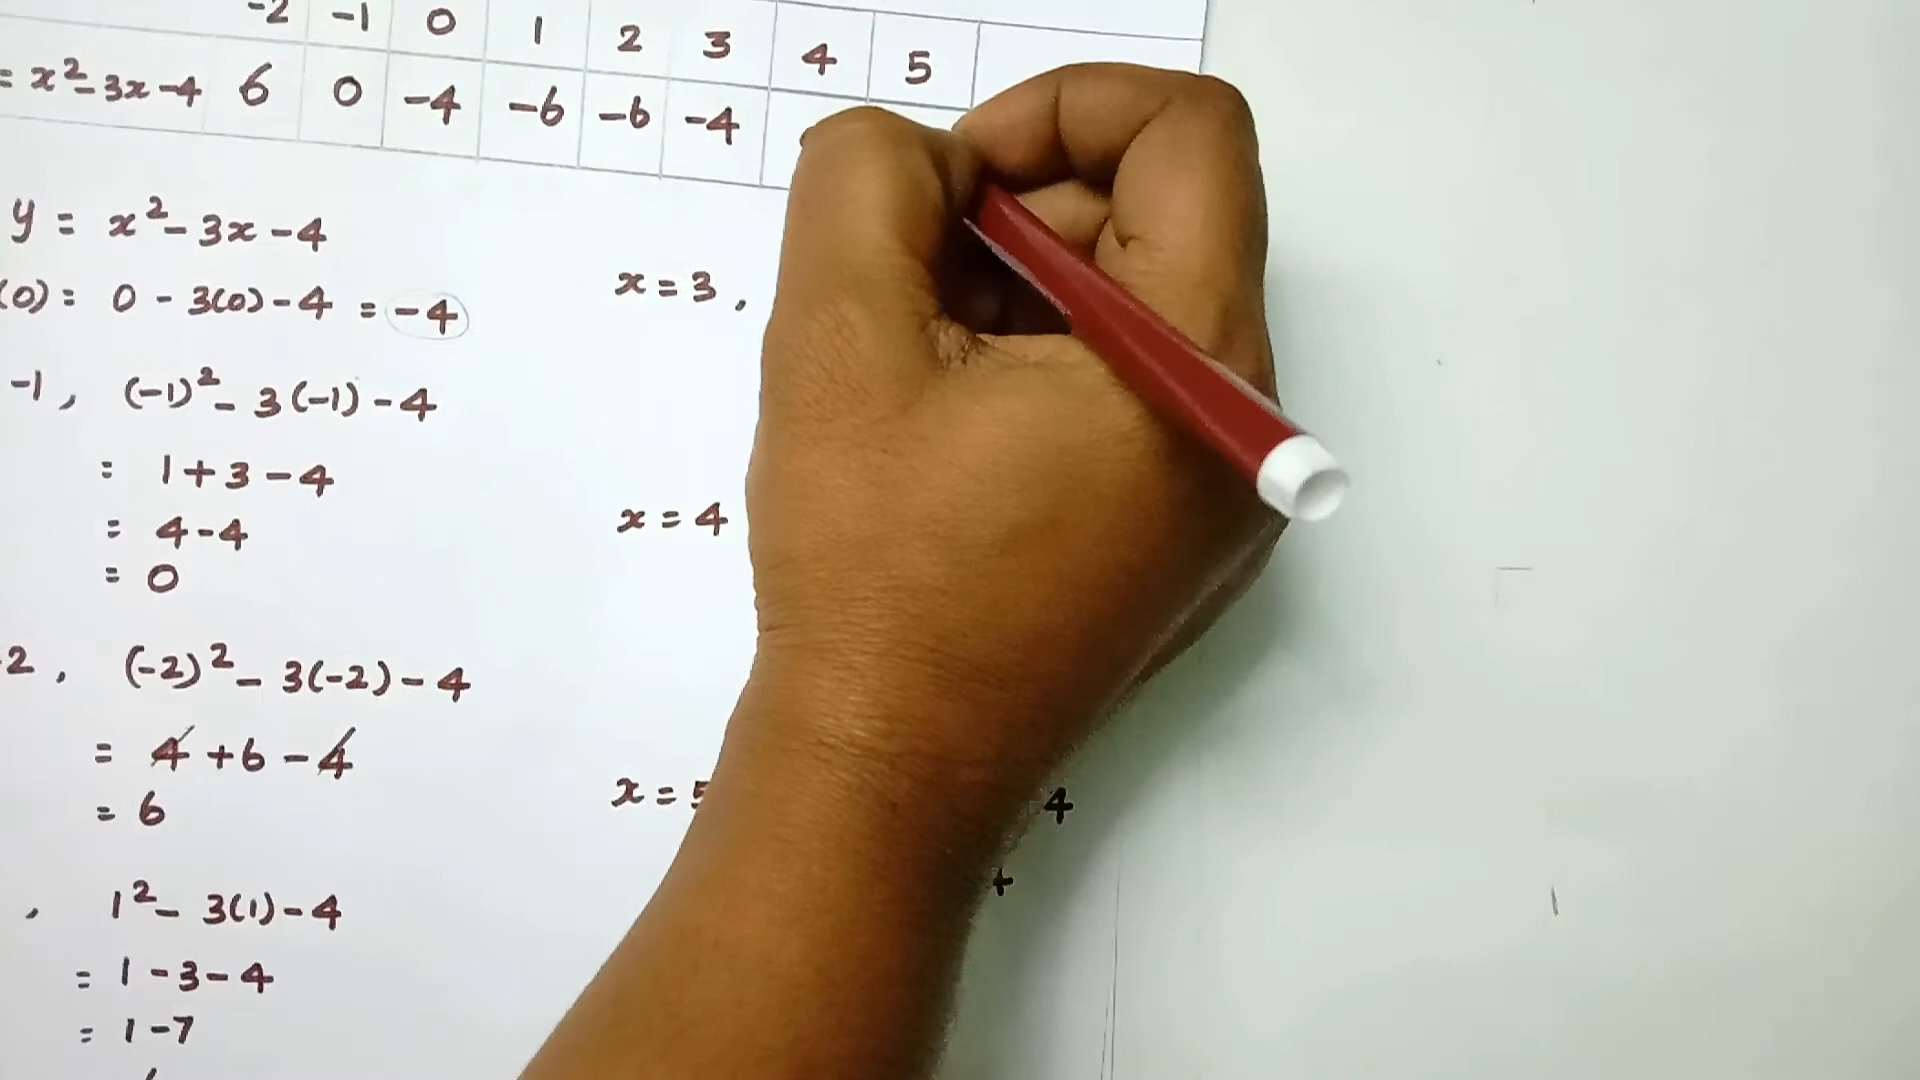 -2 -1 0 1 2 3 4 5
= x² - 3x - 4 6 0 -4 -6 -6 -4
y = x² - 3x - 4
(0) = 0 - 3(0) - 4 = -4
-1, (-1)² - 3(-1) - 4
= 1 + 3 - 4
= 4 - 4
= 0
-2, (-2)² - 3(-2) - 4
= 4 + 6 - 4
= 6
, 1² - 3(1) - 4
= 1 - 3 - 4
= 1 - 7
x = 3,
x = 4
x = 5 4
+